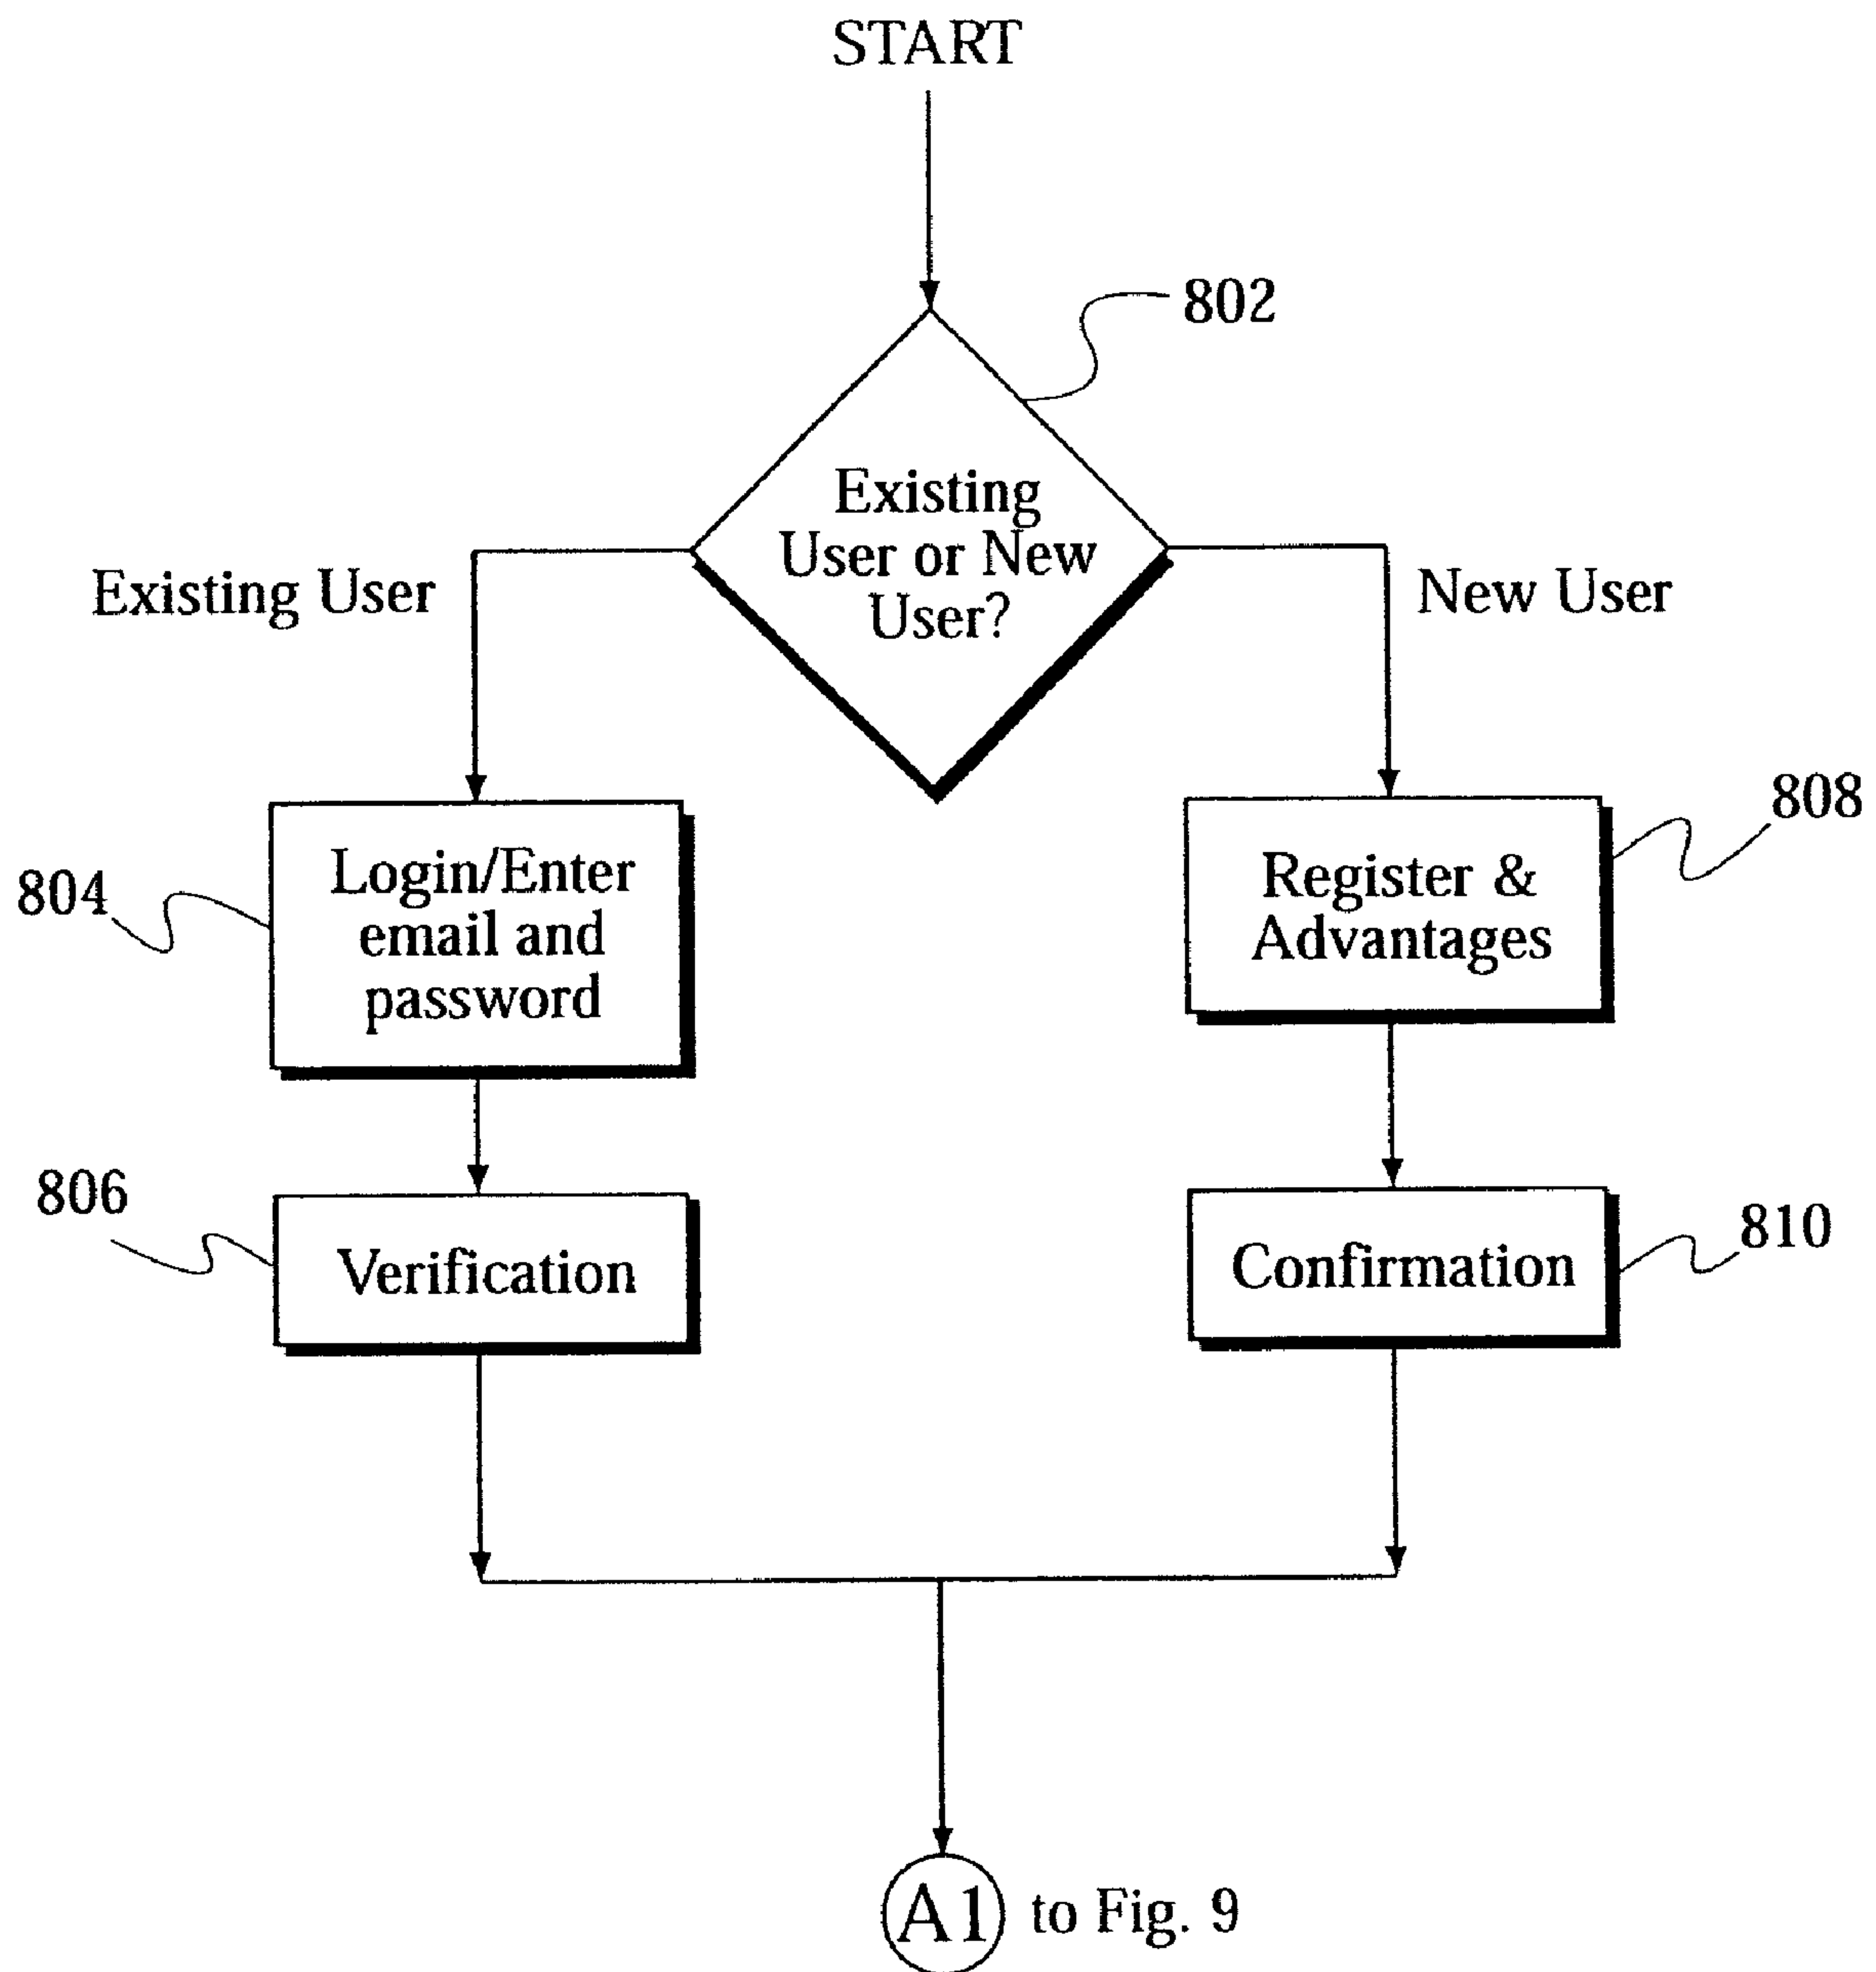 START
802
Existing
User or New
User?
Existing User
New User
804
Login/Enter
email and
password
808
Register &
Advantages
806
Verification
810
Confirmation
A1 to Fig. 9